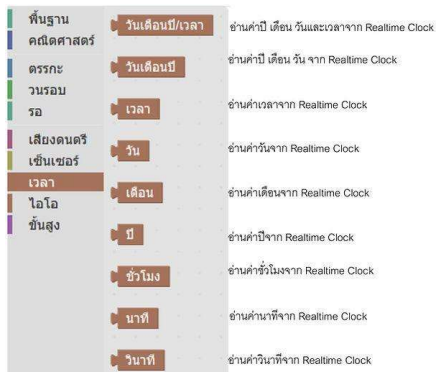 พื้นฐาน
คณิตศาสตร์
ตรรกะ
วนรอบ
รอ
เสียงดนตรี
เซ็นเซอร์
เวลา
ไอโอ
ขั้นสูง
วันเดือนปี/เวลา อ่านค่าปี เดือน วันและเวลาจาก Realtime Clock
วันเดือนปี อ่านค่าปี เดือน วัน จาก Realtime Clock
เวลา อ่านค่าเวลาจาก Realtime Clock
วัน อ่านค่าวันจาก Realtime Clock
เดือน อ่านค่าเดือนจาก Realtime Clock
ปี อ่านค่าปีจาก Realtime Clock
ชั่วโมง อ่านค่าชั่วโมงจาก Realtime Clock
นาที อ่านค่านาทีจาก Realtime Clock
วินาที อ่านค่าวินาทีจาก Realtime Clock